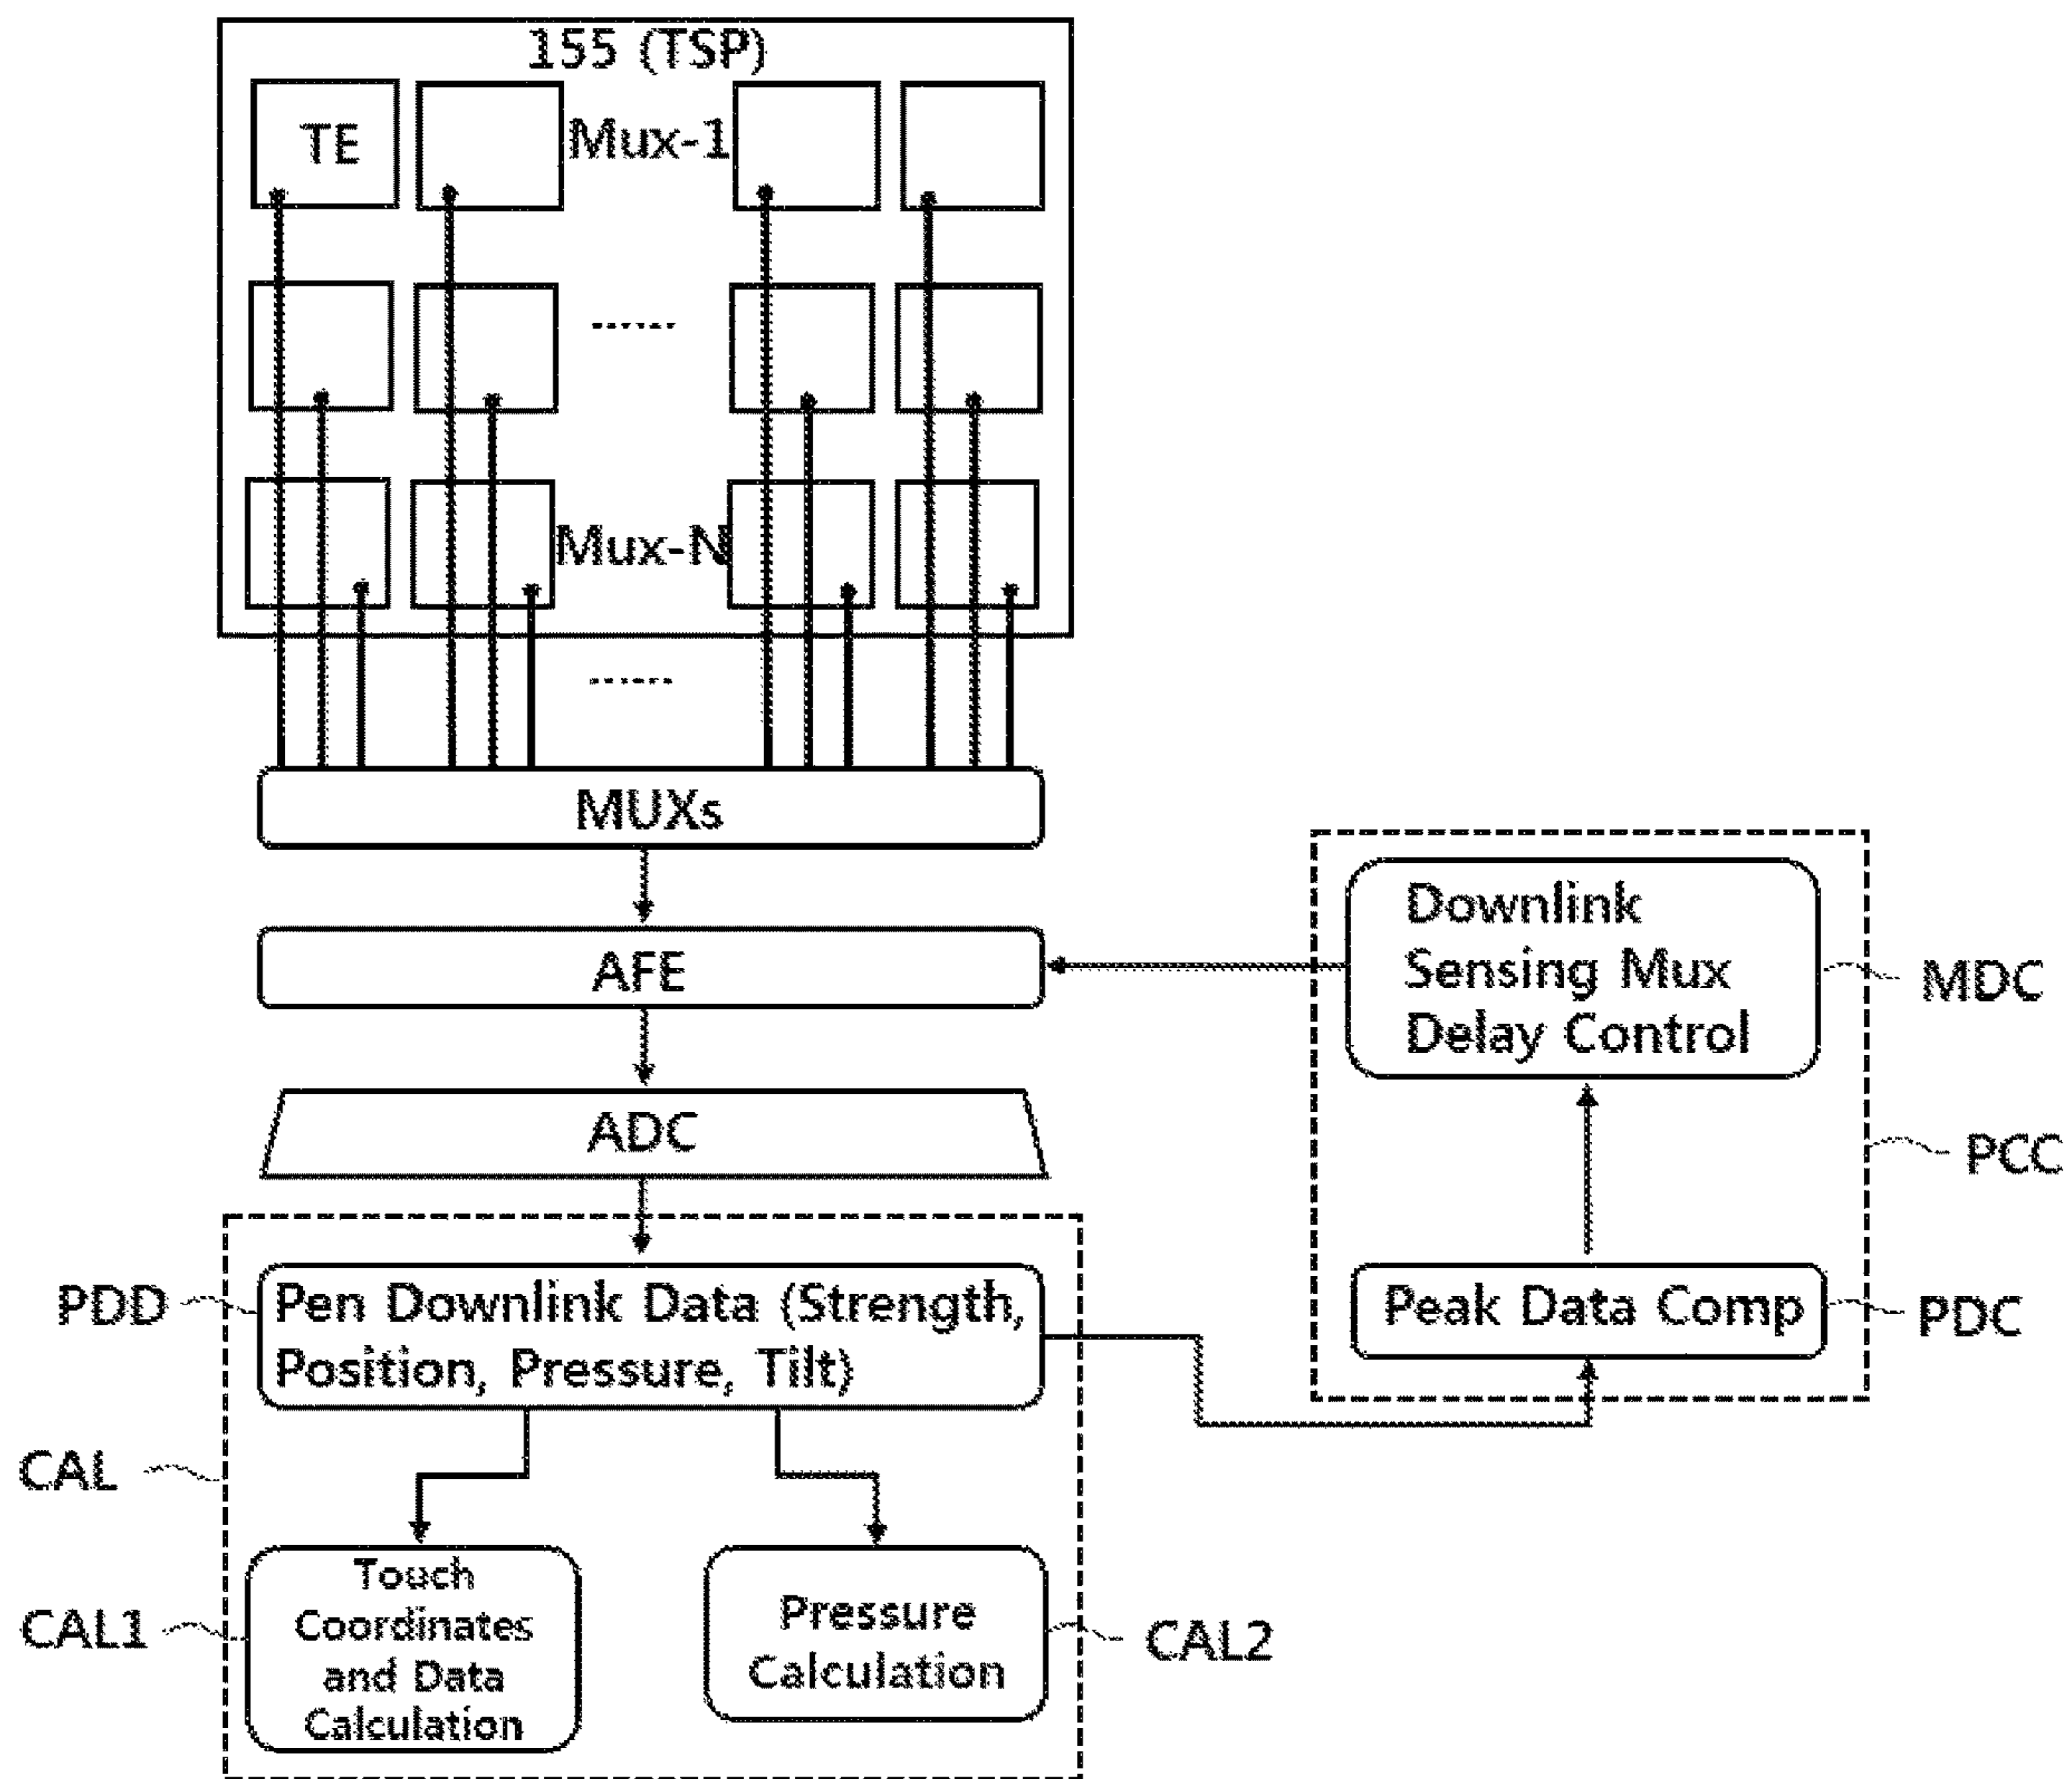 155 (TSP)
TE
Mux-1
Mux-N
MUXs
AFE
ADC
Downlink
Sensing Mux
Delay Control
MDC
PCC
Peak Data Comp
PDC
PDD
Pen Downlink Data (Strength,
Position, Pressure, Tilt)
CAL
CAL1
Touch
Coordinates
and Data
Calculation
Pressure
Calculation
CAL2